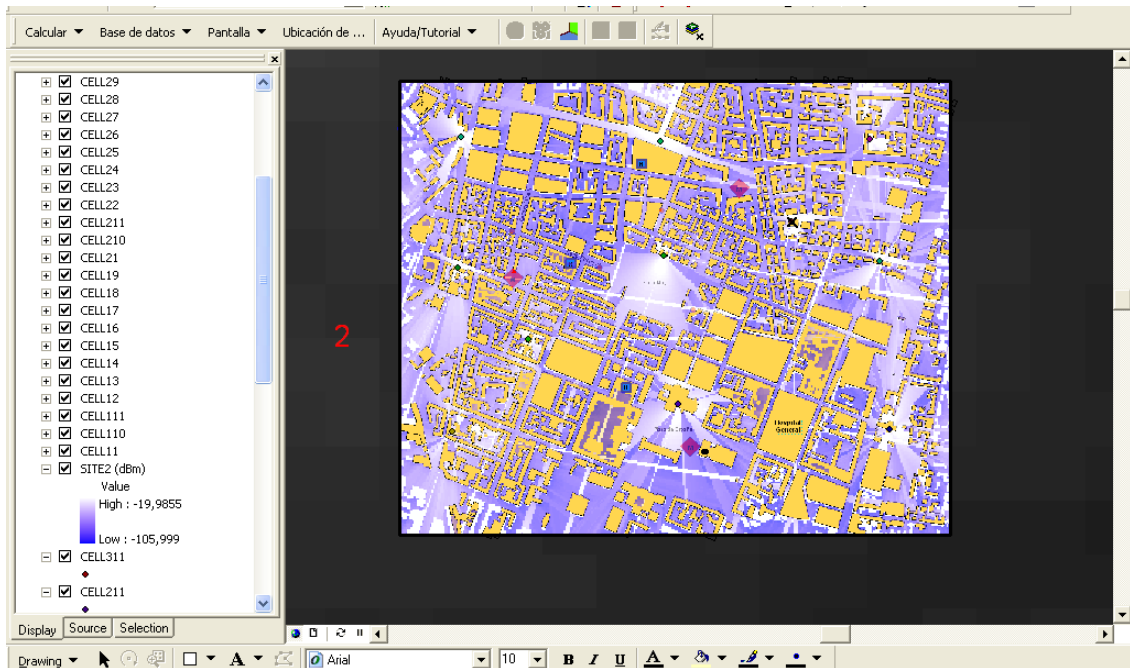 Calcular Base de datos Pantalla Ubicación de ... Ayuda/Tutorial
CELL29
CELL28
CELL27
CELL26
CELL25
CELL24
CELL23
CELL22
CELL211
CELL210
CELL21
CELL19
CELL18
CELL17
CELL16
CELL15
CELL14
CELL13
CELL12
CELL111
CELL110
CELL11
SITE2 (dBm)
Value
High : -19,9855
Low : -105,999
CELL311
CELL211
Display Source Selection
2
Hospital
General
Drawing A Arial 10 B I U A